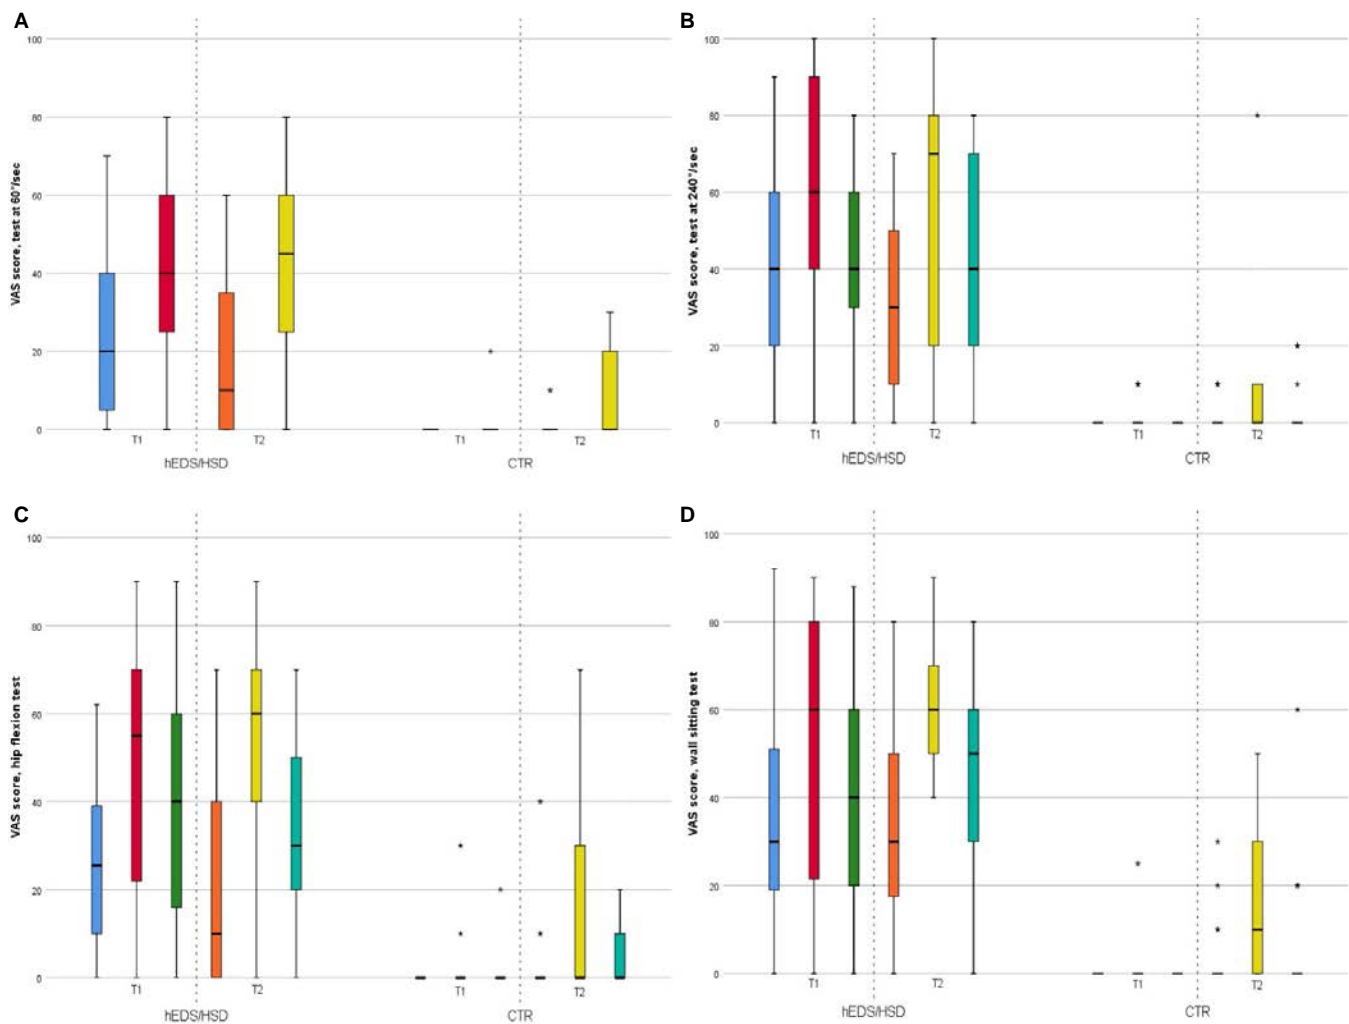 A
VAS score, test at 60°/sec
100
80
60
40
20
0
T1
T2
T1
T2
hEDS/HSD
CTR
B
VAS score, test at 240°/sec
100
80
60
40
20
0
T1
T2
T1
T2
hEDS/HSD
CTR
C
VAS score, hip flexion test
100
80
60
40
20
0
T1
T2
T1
T2
hEDS/HSD
CTR
D
VAS score, wall sitting test
100
80
60
40
20
0
T1
T2
T1
T2
hEDS/HSD
CTR